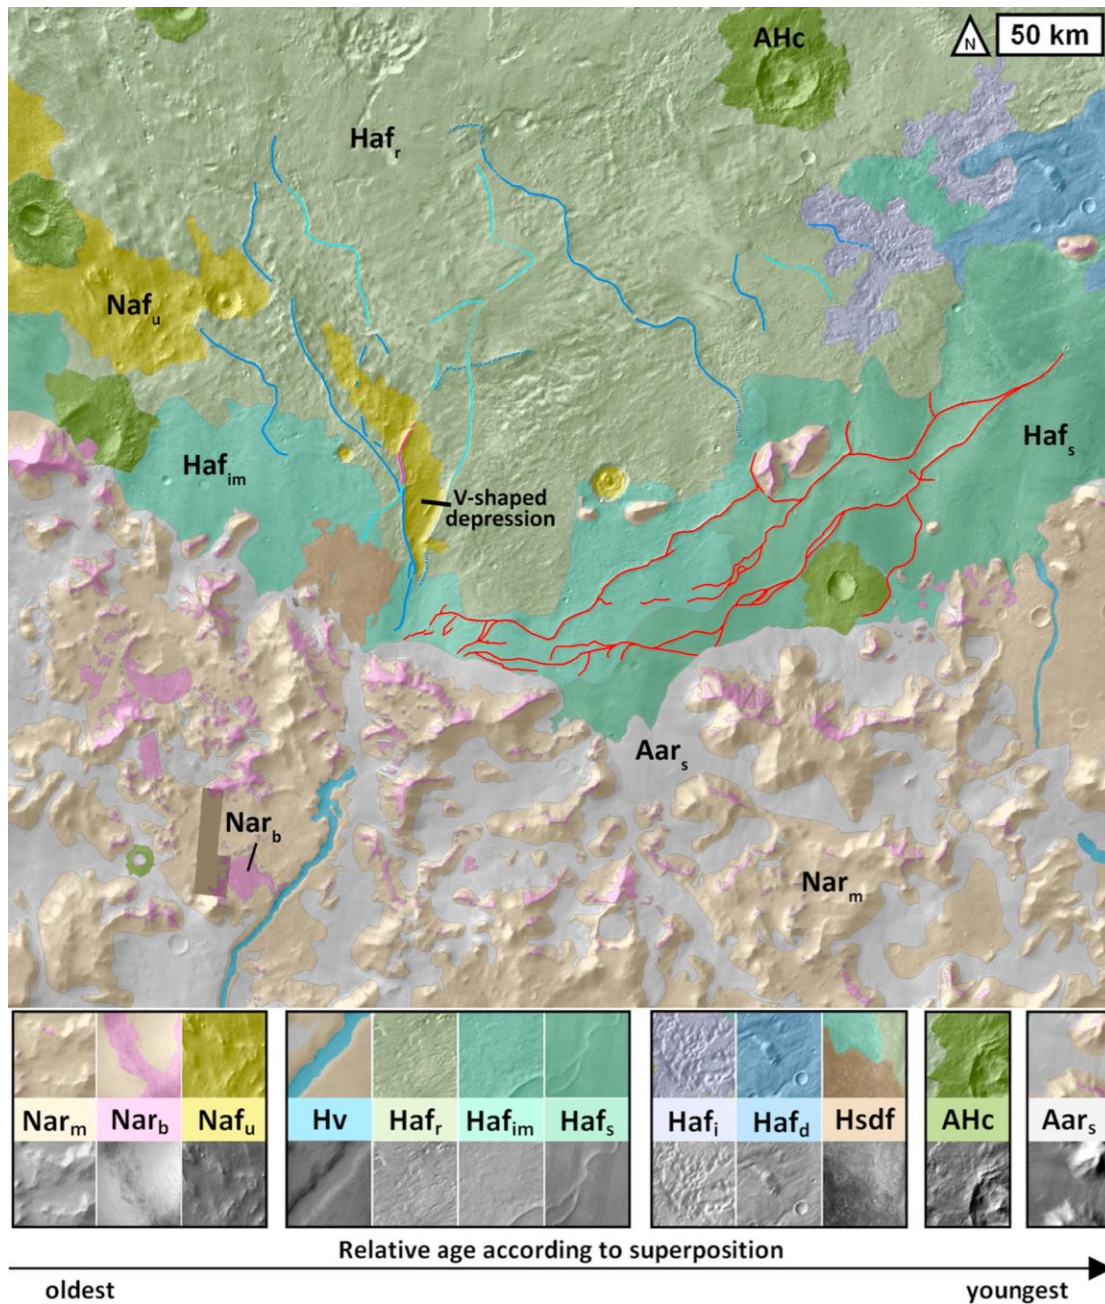 AHc
N
50 km
Haf_r
Naf_u
Haf_im
Haf_s
V-shaped
depression
Aar_s
Nar_b
Nar_m
Nar_m Nar_b Naf_u Hv Haf_r Haf_im Haf_s Haf_i Haf_d Hsdf AHc Aar_s
Relative age according to superposition
oldest youngest